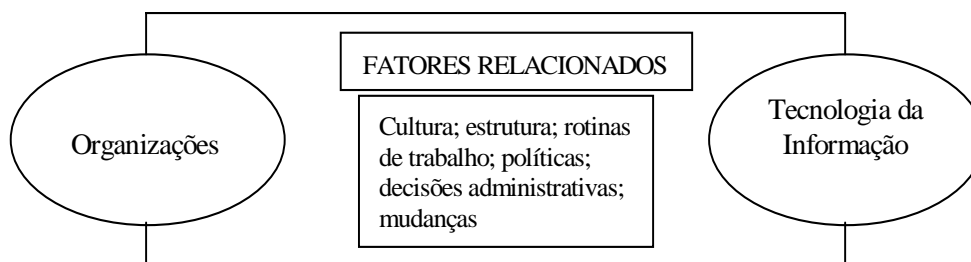 FATORES RELACIONADOS
Organizações
Cultura; estrutura; rotinas
de trabalho; políticas;
decisões administrativas;
mudanças
Tecnologia da
Informação